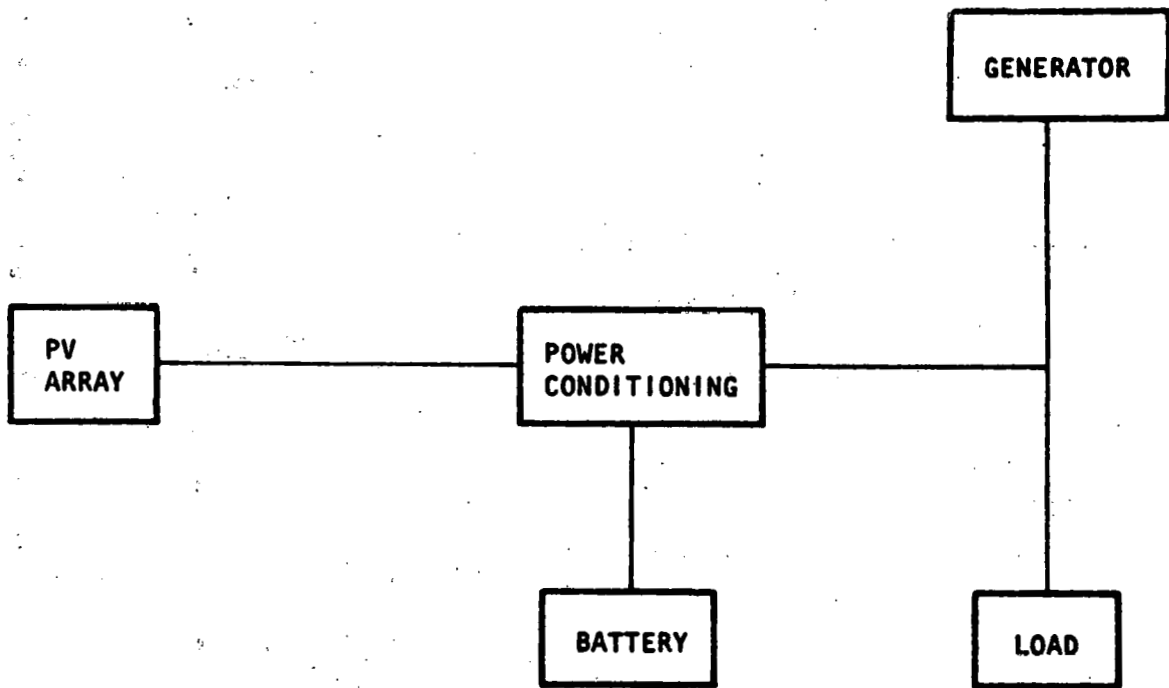 GENERATOR
PV
ARRAY
POWER
CONDITIONING
BATTERY
LOAD